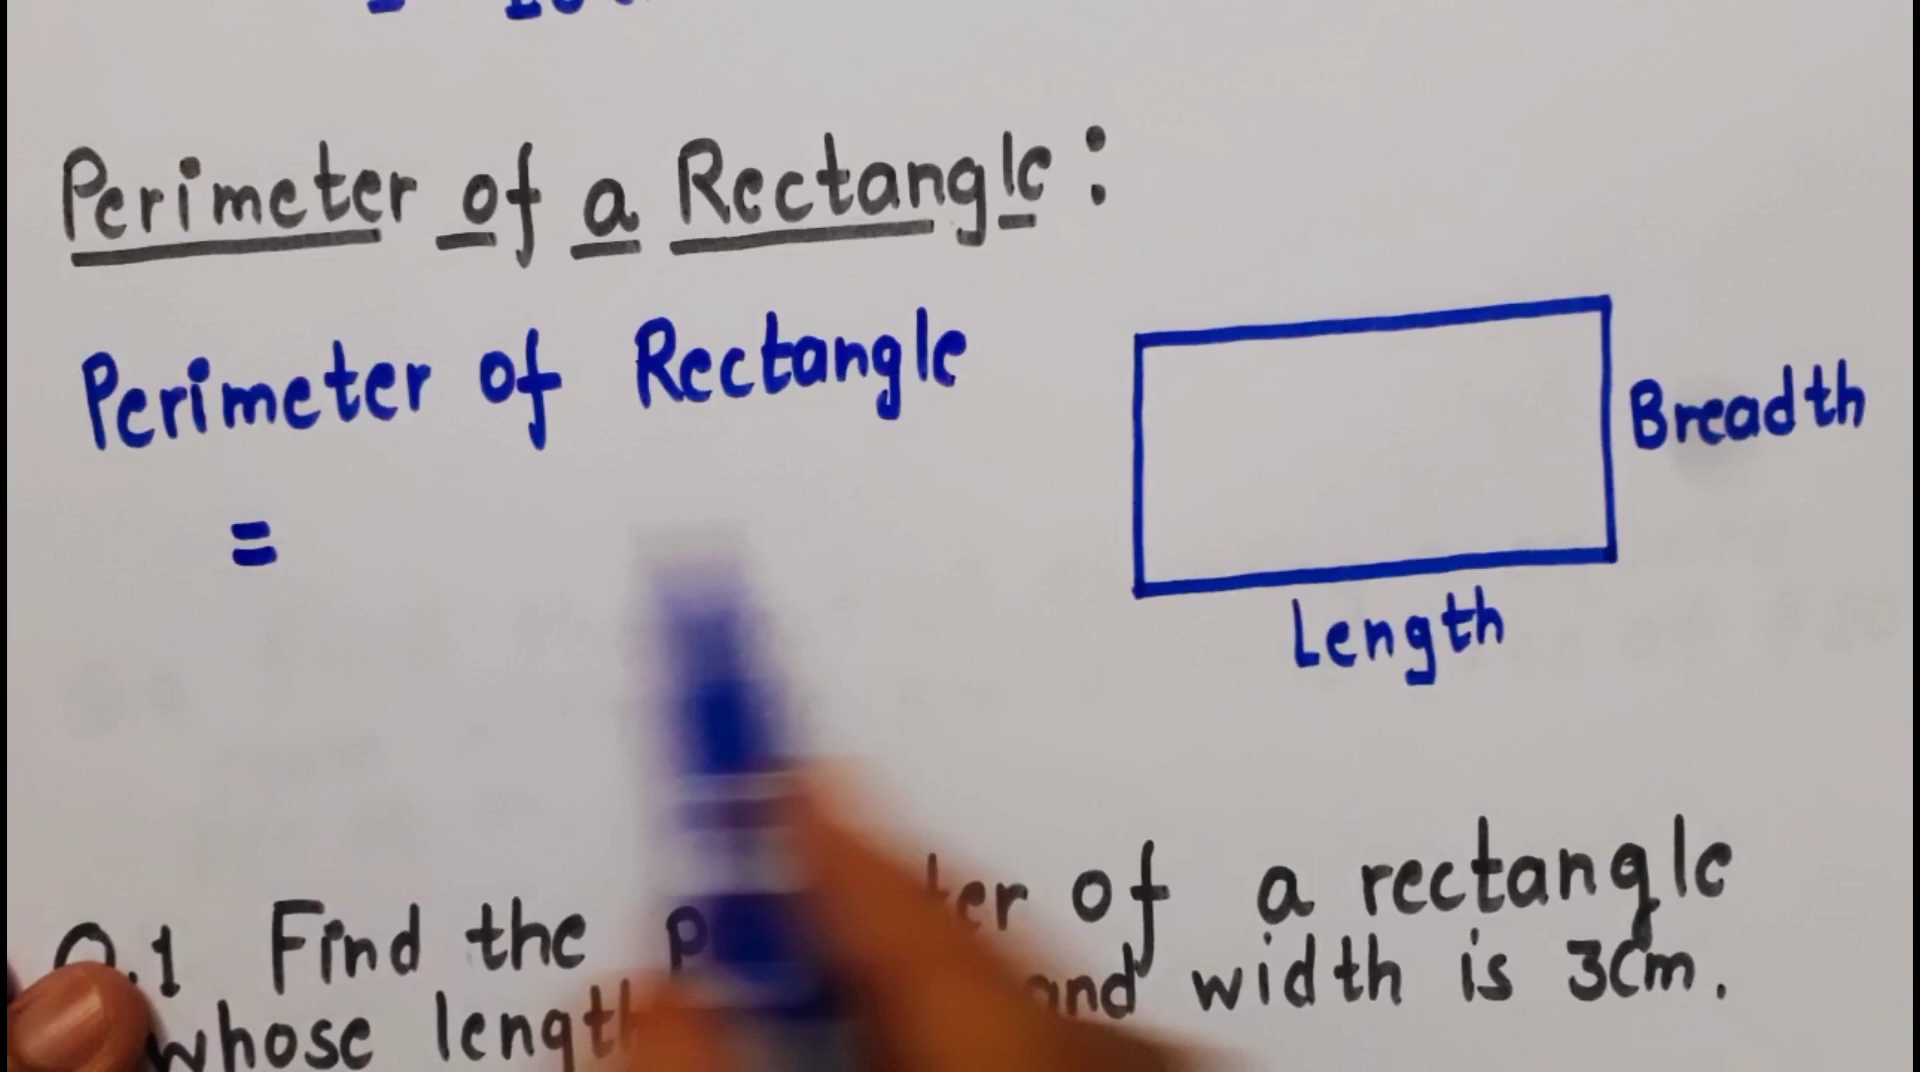 Perimeter of a Rectangle:
Perimeter of Rectangle
=
Breadth
Length
Q.1 Find the of a rectangle
whose length and width is 3cm.